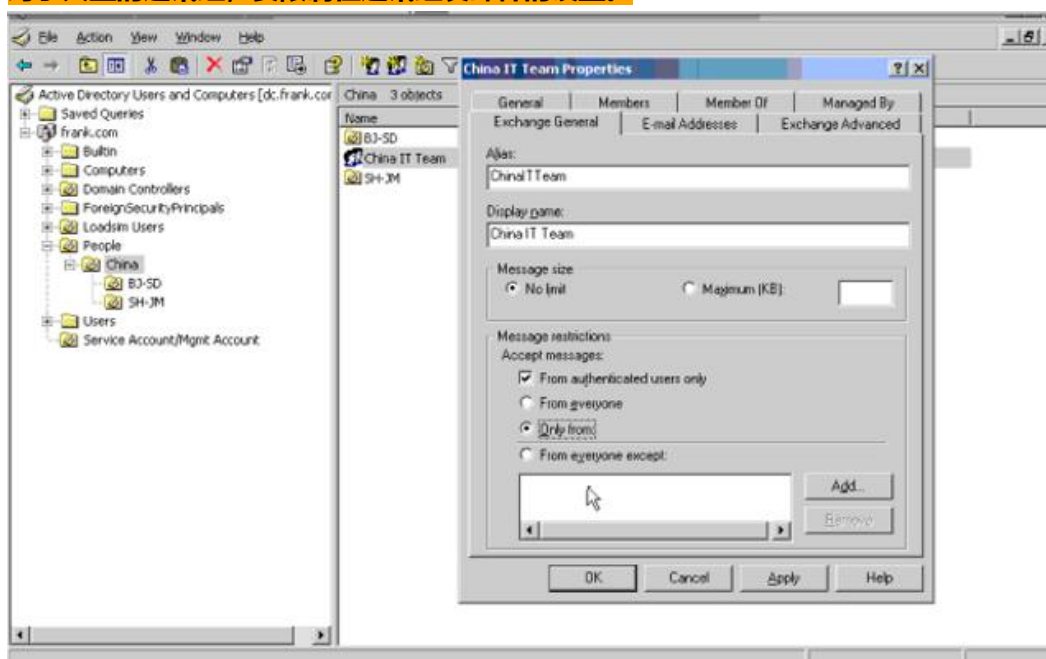 File Action View Window Help
China IT Team Properties
Active Directory Users and Computers [dc.frank.cor
Saved Queries
frank.com
Builtin
Computers
Domain Controllers
ForeignSecurityPrincipals
Loadsim Users
People
China
BJ-SD
SH-JM
Users
Service Account/Mgmt Account
China 3 objects
Name
BJ-SD
China IT Team
SH-JM
General Members Member Of Managed By
Exchange General E-mail Addresses Exchange Advanced
Alias:
ChinaITTeam
Display name:
China IT Team
Message size
No limit Maximum (KB):
Message restrictions
Accept messages:
From authenticated users only
From everyone
Only from:
From everyone except:
Add...
Remove
OK Cancel Apply Help